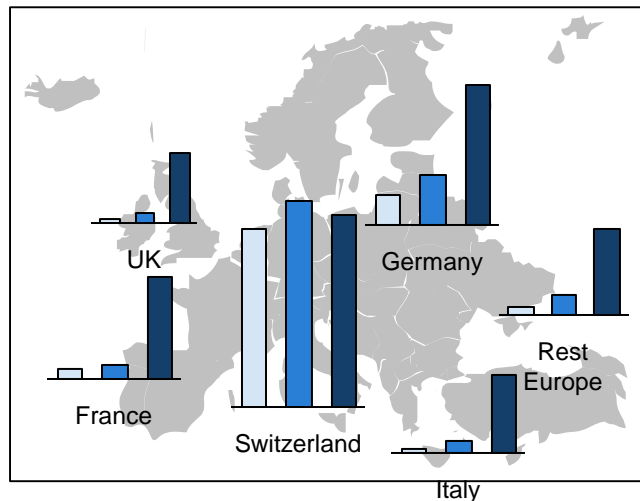 UK
Germany
Rest
Europe
France
Switzerland
Italy